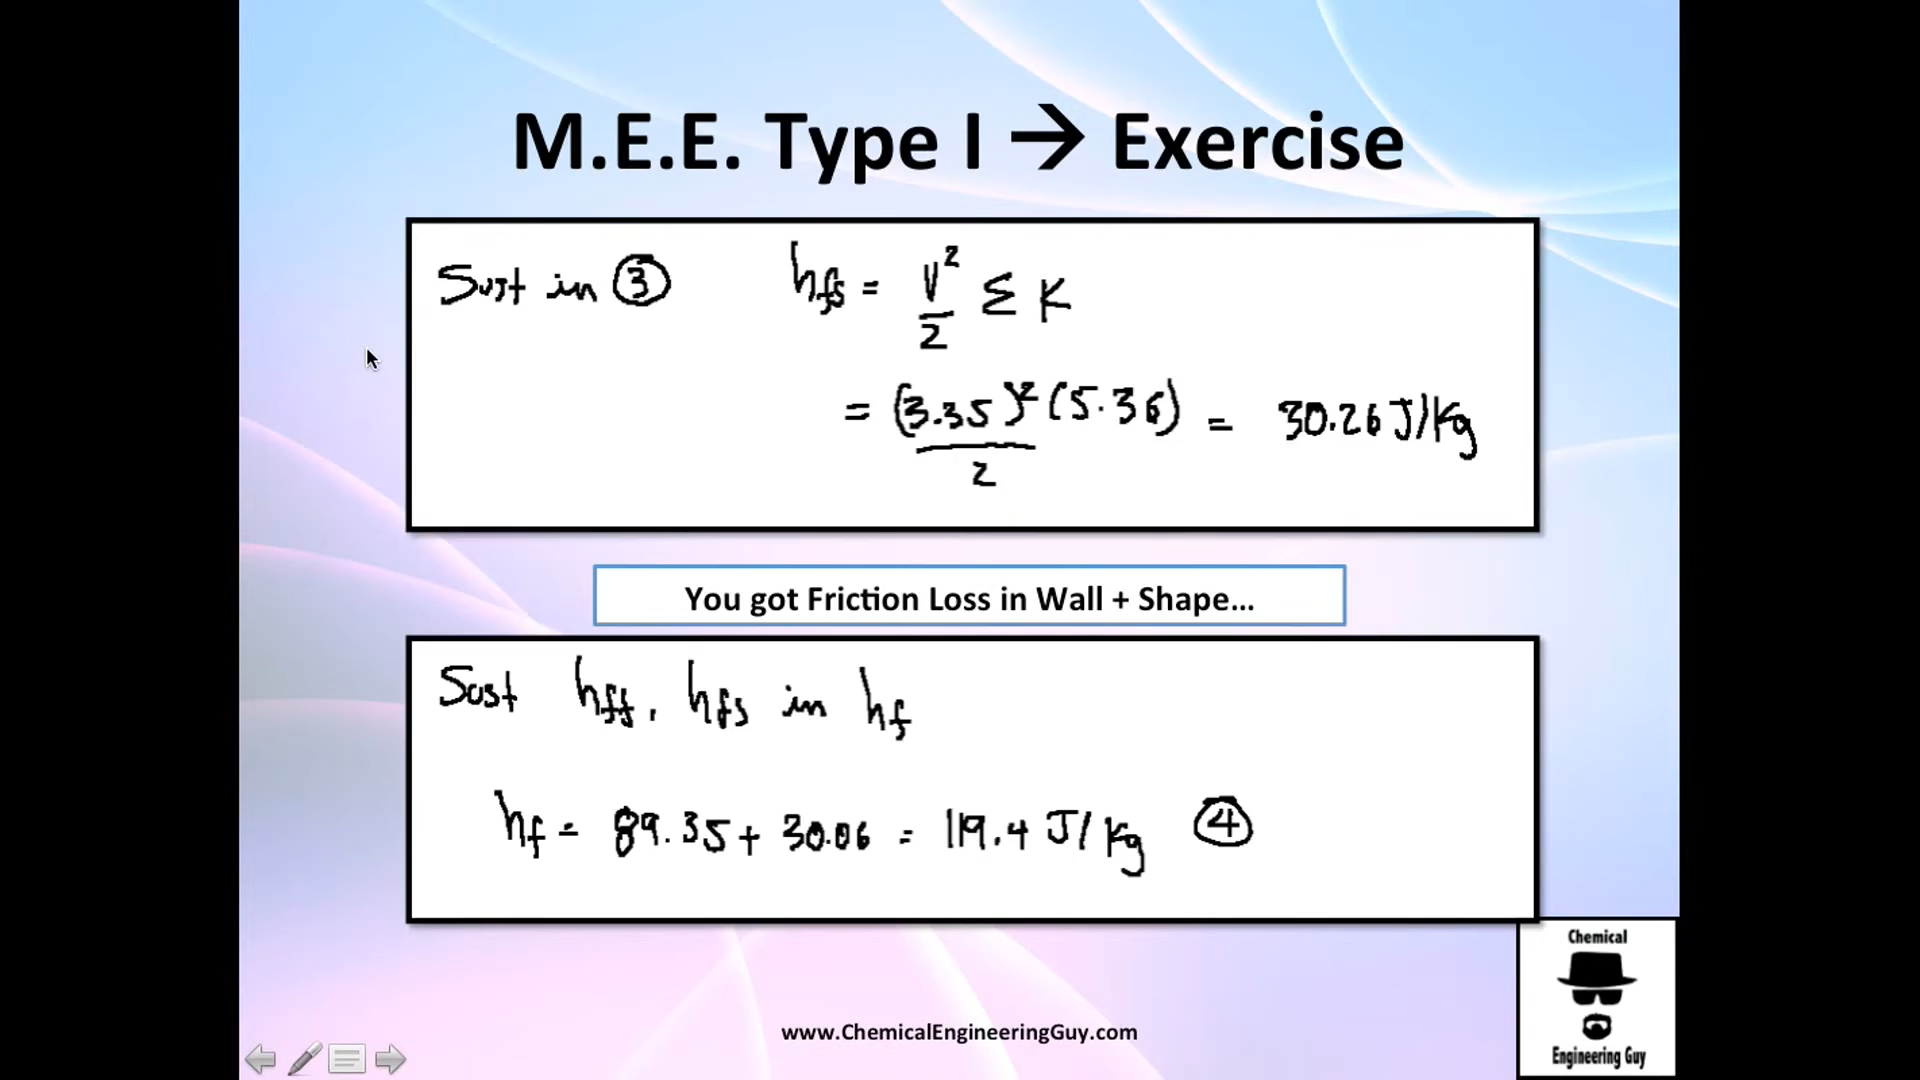 M.E.E. Type I → Exercise
Sust in ③ hfs = V²/2 Σ K
= (3.35)²/2 (5.36) = 30.26 J/Kg
You got Friction Loss in Wall + Shape...
Sust hff, hfs in hf
hf = 89.35 + 30.06 = 119.4 J/Kg ④
Chemical
Engineering Guy
www.ChemicalEngineeringGuy.com